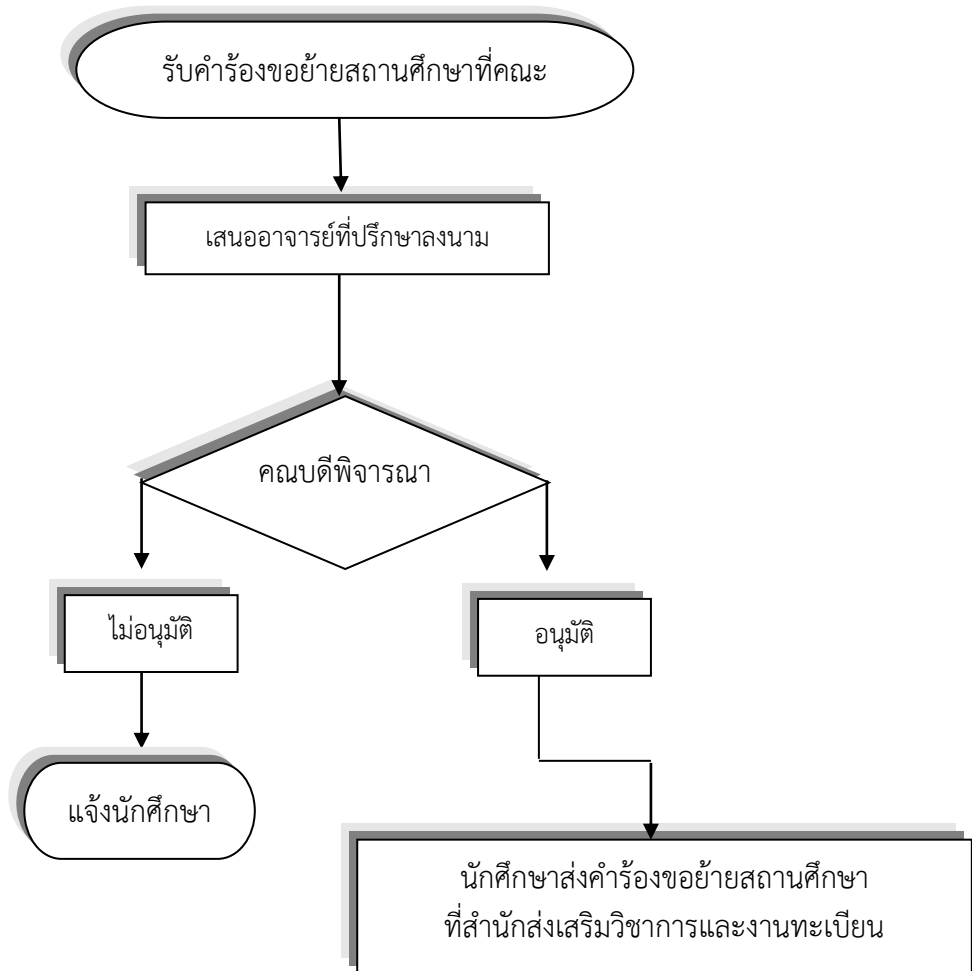 รับคำร้องขอย้ายสถานศึกษาที่คณะ
เสนออาจารย์ที่ปรึกษาลงนาม
คณบดีพิจารณา
ไม่อนุมัติ
อนุมัติ
แจ้งนักศึกษา
นักศึกษาส่งคำร้องขอย้ายสถานศึกษา
ที่สำนักส่งเสริมวิชาการและงานทะเบียน